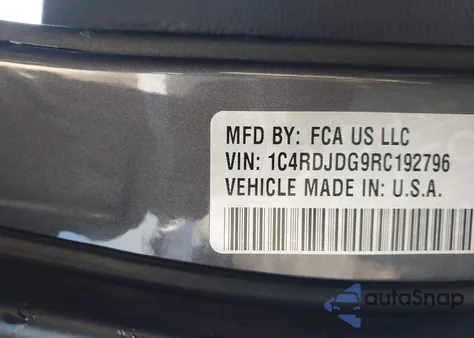 MFD BY: FCA US LLC
VIN: 1C4RDJDG9RC192796
VEHICLE MADE IN: U.S.A.
autoSnap